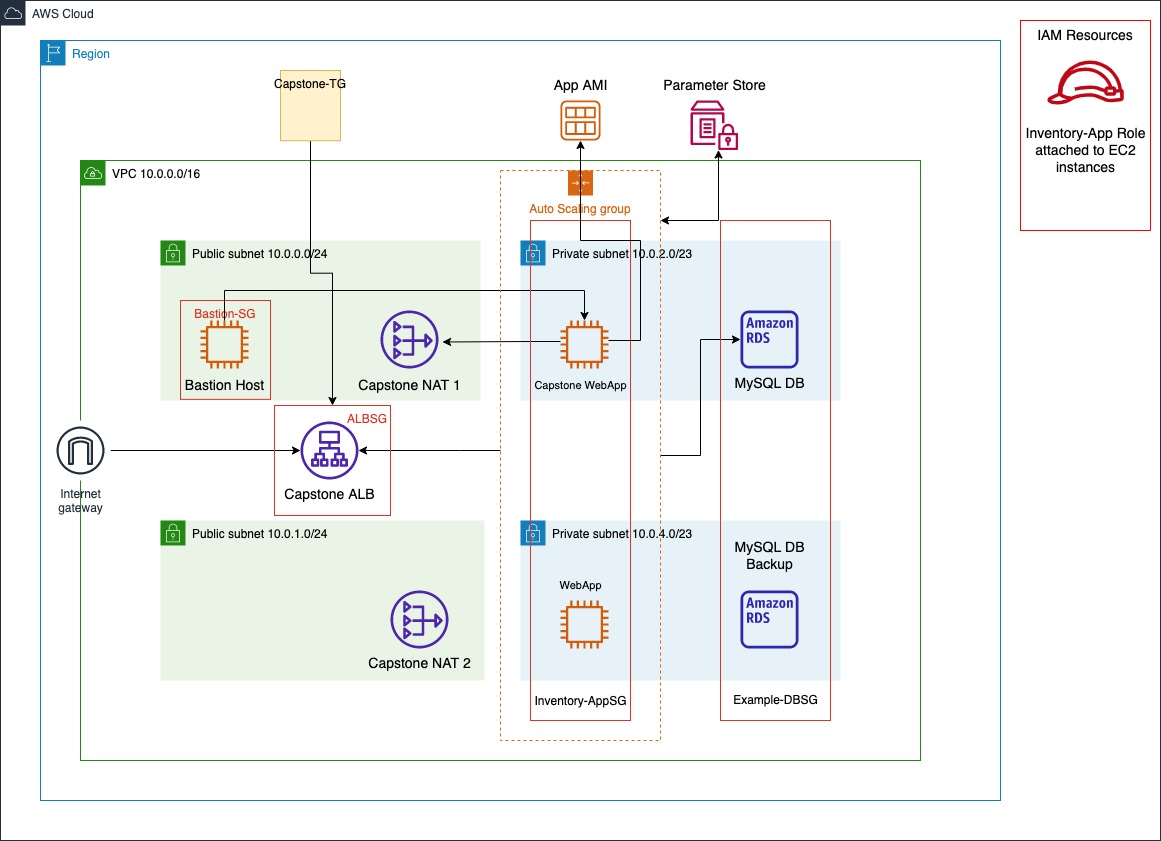 AWS Cloud
IAM Resources
Inventory-App Role
attached to EC2
instances
Region
Capstone-TG
App AMI
Parameter Store
VPC 10.0.0.0/16
Auto Scaling group
Public subnet 10.0.0.0/24
Private subnet 10.0.2.0/23
Bastion-SG
Bastion Host
Capstone NAT 1
Capstone WebApp
Amazon
RDS
MySQL DB
ALBSG
Capstone ALB
Internet
gateway
Public subnet 10.0.1.0/24
Private subnet 10.0.4.0/23
Capstone NAT 2
WebApp
MySQL DB
Backup
Amazon
RDS
Inventory-AppSG
Example-DBSG